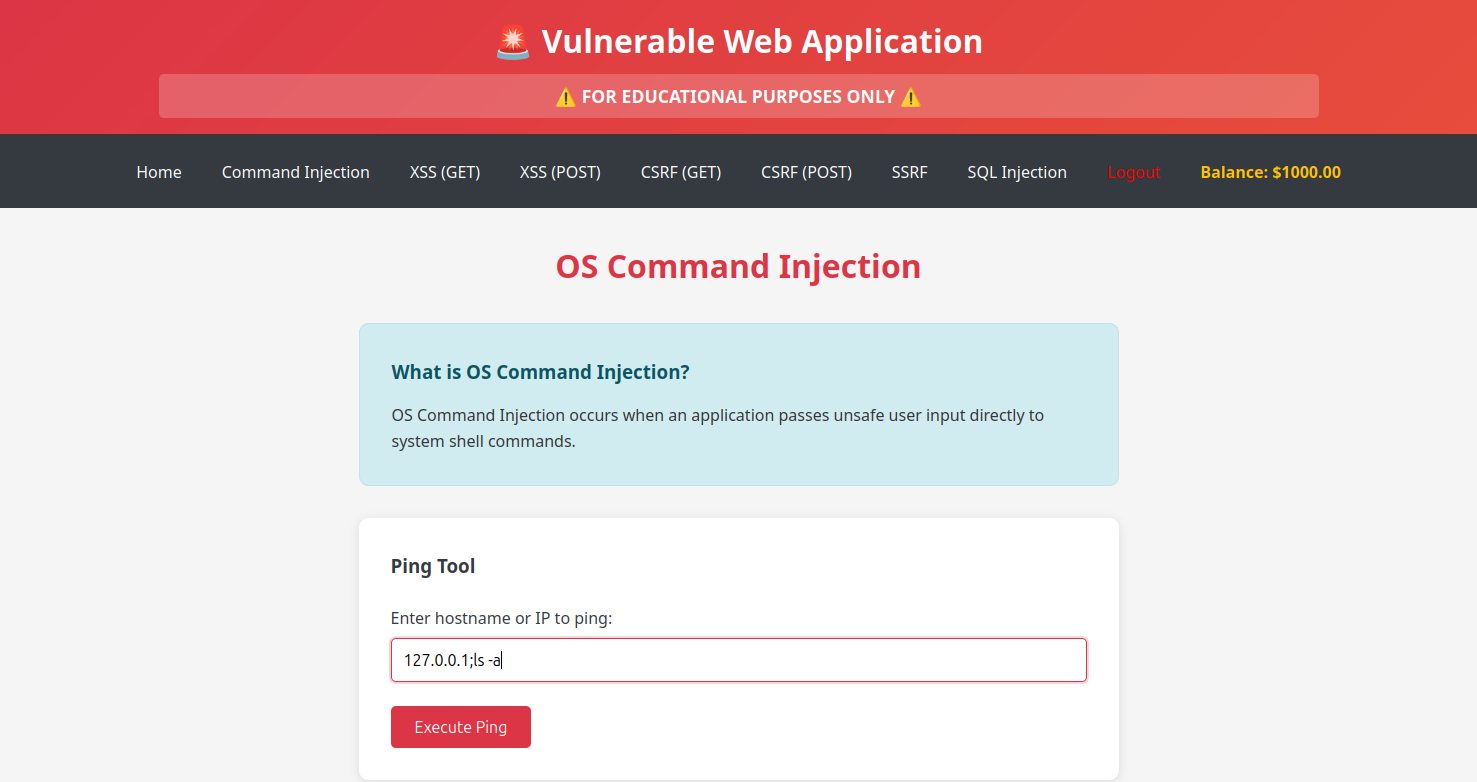 🚨 Vulnerable Web Application
⚠️ FOR EDUCATIONAL PURPOSES ONLY ⚠️
Home Command Injection XSS (GET) XSS (POST) CSRF (GET) CSRF (POST) SSRF SQL Injection Logout Balance: $1000.00
OS Command Injection
What is OS Command Injection?
OS Command Injection occurs when an application passes unsafe user input directly to
system shell commands.
Ping Tool
Enter hostname or IP to ping:
127.0.0.1;ls -a
Execute Ping